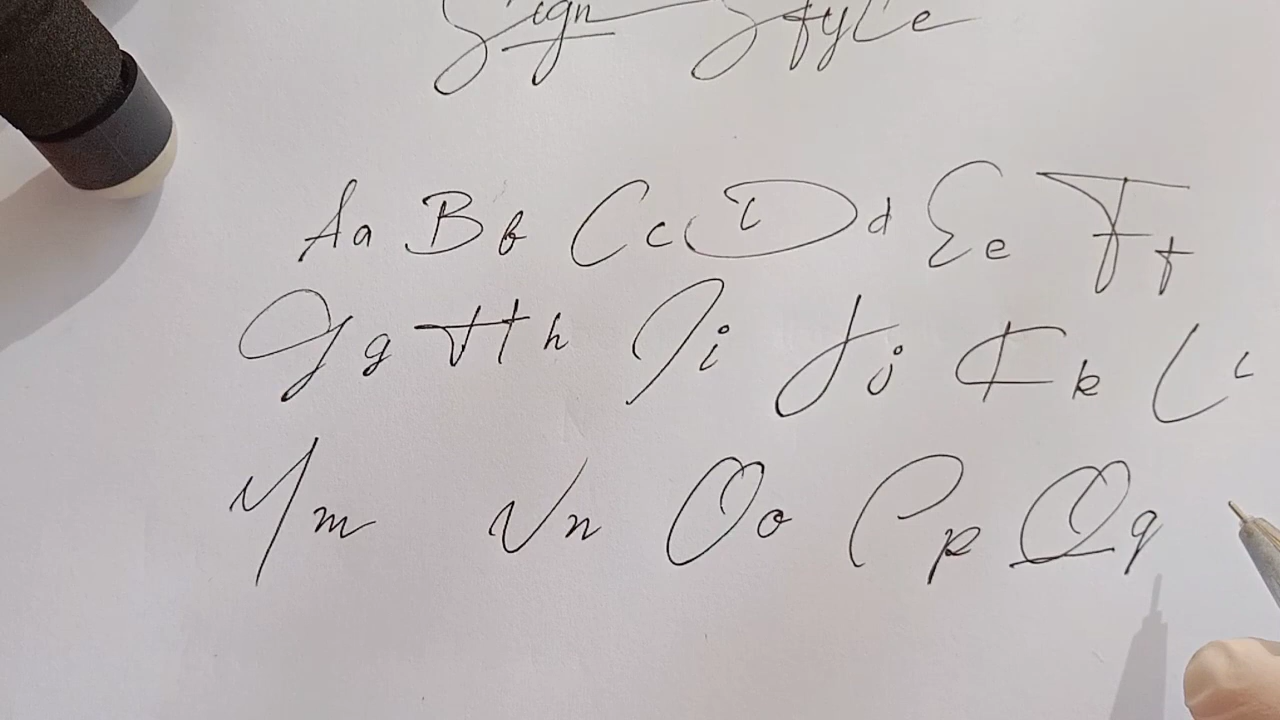 Sign Style
Aa Bb Cc Dd Ee Ff
Gg Hh Ii Jj Kk Ll
Mm Nn Oo Pp Qq